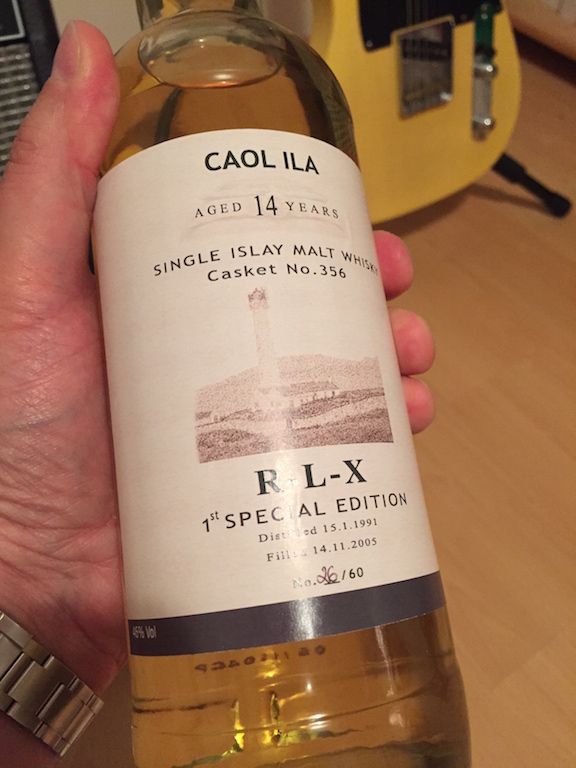 CAOL ILA
AGED 14 YEARS
SINGLE ISLAY MALT WHISKY
Casket No.356
R-L-X
1st SPECIAL EDITION
Distilled 15.1.1991
Filled 14.11.2005
No.26/60
46% Vol